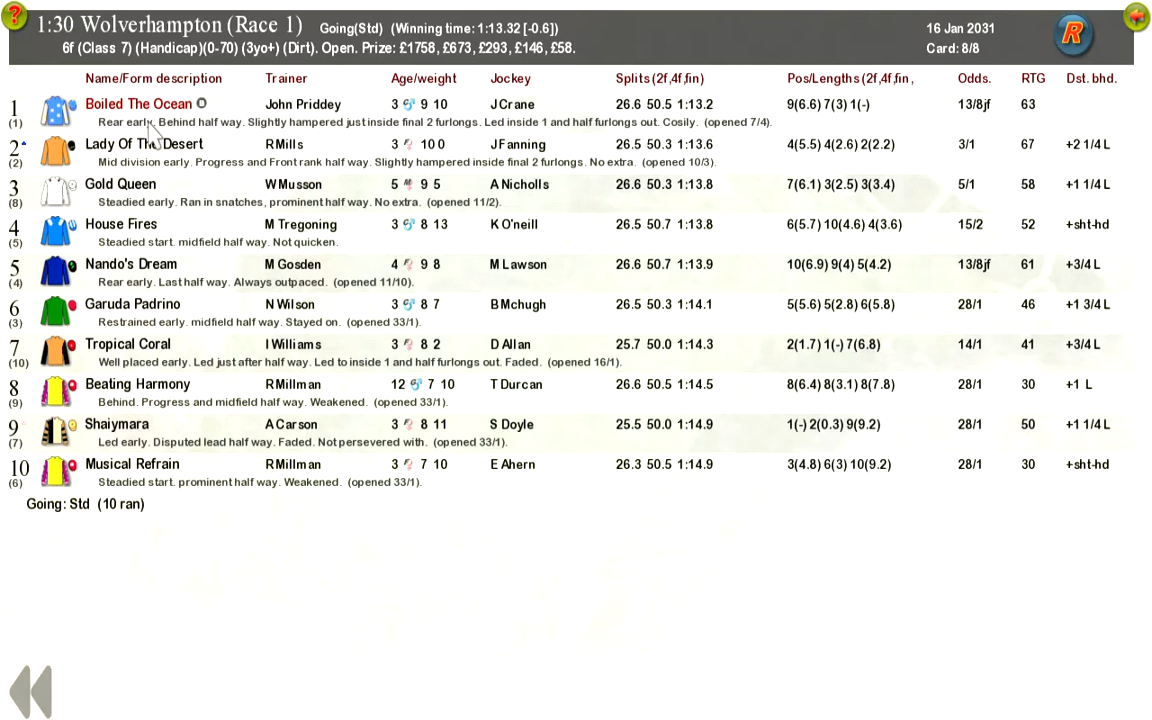 ?
1:30 Wolverhampton (Race 1) Going(Std) (Winning time: 1:13.32 [-0.6])
16 Jan 2031
6f (Class 7) (Handicap)(0-70) (3yo+) (Dirt). Open. Prize: £1758, £673, £293, £146, £58.
Card: 8/8
R
Name/Form description Trainer Age/weight Jockey Splits (2f,4f,fin) Pos/Lengths (2f,4f,fin, Odds. RTG Dst. bhd.
1 Boiled The Ocean John Priddey 3 9 10 J Crane 26.6 50.5 1:13.2 9(6.6) 7(3) 1(-) 13/8jf 63
(1) Rear early. Behind half way. Slightly hampered just inside final 2 furlongs. Led inside 1 and half furlongs out. Cosily. (opened 7/4).
2 Lady Of The Desert R Mills 3 10 0 J Fanning 26.5 50.3 1:13.6 4(5.5) 4(2.6) 2(2.2) 3/1 67 +2 1/4 L
(2) Mid division early. Progress and Front rank half way. Slightly hampered inside final 2 furlongs. No extra. (opened 10/3).
3 Gold Queen W Musson 5 9 5 A Nicholls 26.6 50.3 1:13.8 7(6.1) 3(2.5) 3(3.4) 5/1 58 +1 1/4 L
(8) Steadied early. Ran in snatches, prominent half way. No extra. (opened 11/2).
4 House Fires M Tregoning 3 8 13 K O'neill 26.5 50.7 1:13.8 6(5.7) 10(4.6) 4(3.6) 15/2 52 +sht-hd
(5) Steadied start. midfield half way. Not quicken.
5 Nando's Dream M Gosden 4 9 8 M Lawson 26.6 50.7 1:13.9 10(6.9) 9(4) 5(4.2) 13/8jf 61 +3/4 L
(4) Rear early. Last half way. Always outpaced. (opened 11/10).
6 Garuda Padrino N Wilson 3 8 7 B Mchugh 26.5 50.3 1:14.1 5(5.6) 5(2.8) 6(5.8) 28/1 46 +1 3/4 L
(3) Restrained early. midfield half way. Stayed on. (opened 33/1).
7 Tropical Coral I Williams 3 8 2 D Allan 25.7 50.0 1:14.3 2(1.7) 1(-) 7(6.8) 14/1 41 +3/4 L
(10) Well placed early. Led just after half way. Led to inside 1 and half furlongs out. Faded. (opened 16/1).
8 Beating Harmony R Millman 12 7 10 T Durcan 26.6 50.5 1:14.5 8(6.4) 8(3.1) 8(7.8) 28/1 30 +1 L
(9) Behind. Progress and midfield half way. Weakened. (opened 33/1).
9 Shaiymara A Carson 3 8 11 S Doyle 25.5 50.0 1:14.9 1(-) 2(0.3) 9(9.2) 28/1 50 +1 1/4 L
(7) Led early. Disputed lead half way. Faded. Not persevered with. (opened 33/1).
10 Musical Refrain R Millman 3 7 10 E Ahern 26.3 50.5 1:14.9 3(4.8) 6(3) 10(9.2) 28/1 30 +sht-hd
(6) Steadied start. prominent half way. Weakened. (opened 33/1).
Going: Std (10 ran)